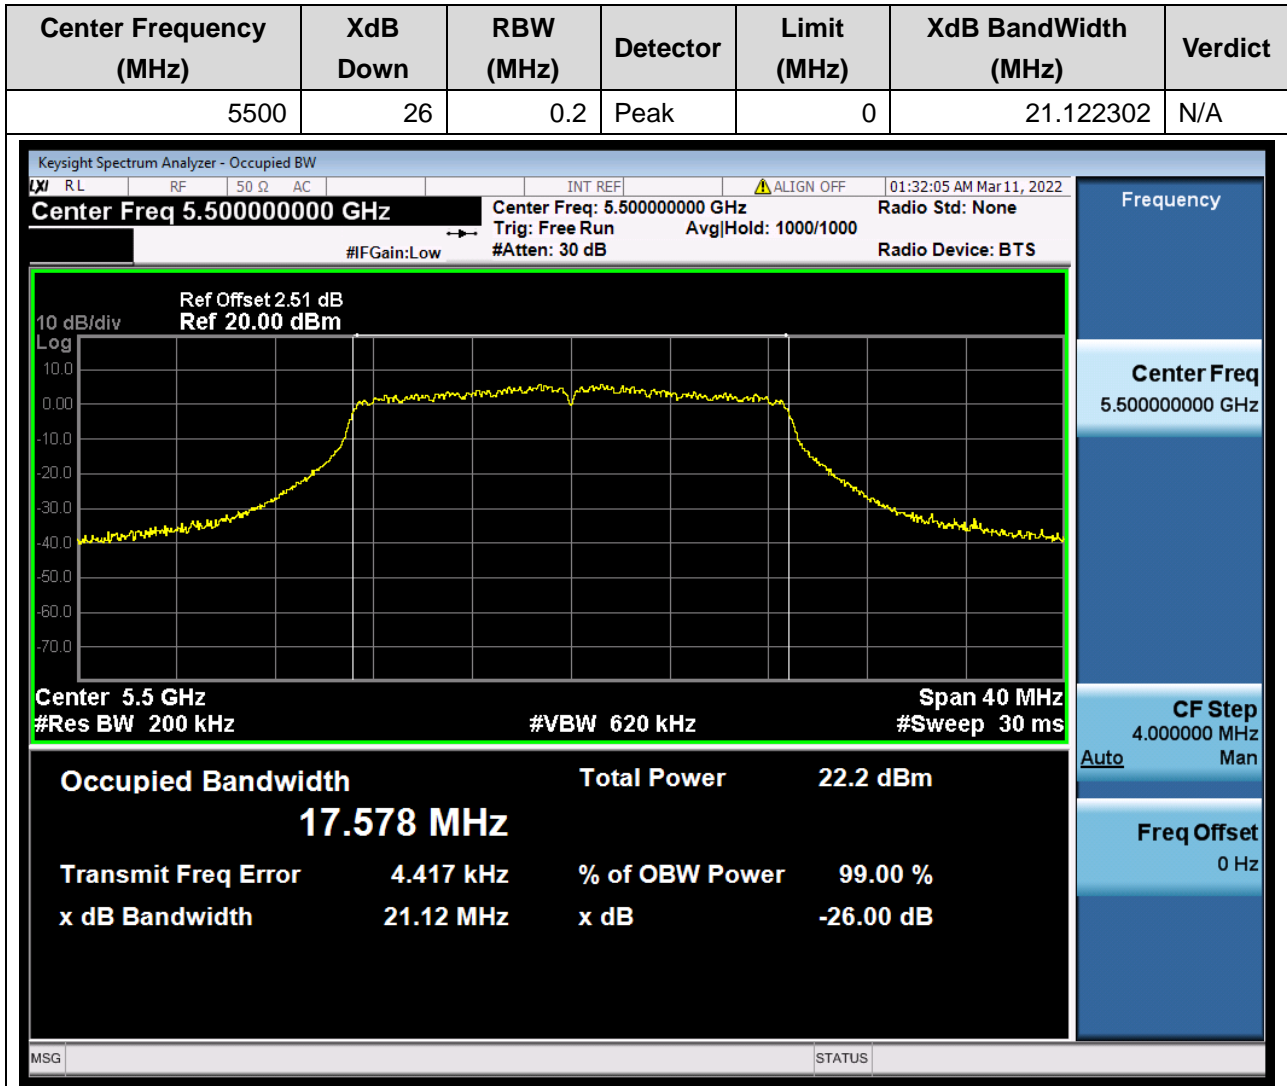 Center Frequency (MHz) XdB Down RBW (MHz) Detector Limit (MHz) XdB BandWidth (MHz) Verdict
5500 26 0.2 Peak 0 21.122302 N/A
Keysight Spectrum Analyzer - Occupied BW
LXI RL RF 50 Ω AC INT REF ALIGN OFF 01:32:05 AM Mar 11, 2022
Center Freq 5.500000000 GHz
Center Freq: 5.500000000 GHz
Radio Std: None
Trig: Free Run Avg|Hold: 1000/1000
#IFGain:Low #Atten: 30 dB
Radio Device: BTS
Frequency
Ref Offset 2.51 dB
10 dB/div Ref 20.00 dBm
Log
10.0
0.00
-10.0
-20.0
-30.0
-40.0
-50.0
-60.0
-70.0
Center 5.5 GHz Span 40 MHz
#Res BW 200 kHz #VBW 620 kHz #Sweep 30 ms
Center Freq
5.500000000 GHz
CF Step
4.000000 MHz
Auto Man
Freq Offset
0 Hz
Occupied Bandwidth Total Power 22.2 dBm
17.578 MHz
Transmit Freq Error 4.417 kHz % of OBW Power 99.00 %
x dB Bandwidth 21.12 MHz x dB -26.00 dB
MSG STATUS